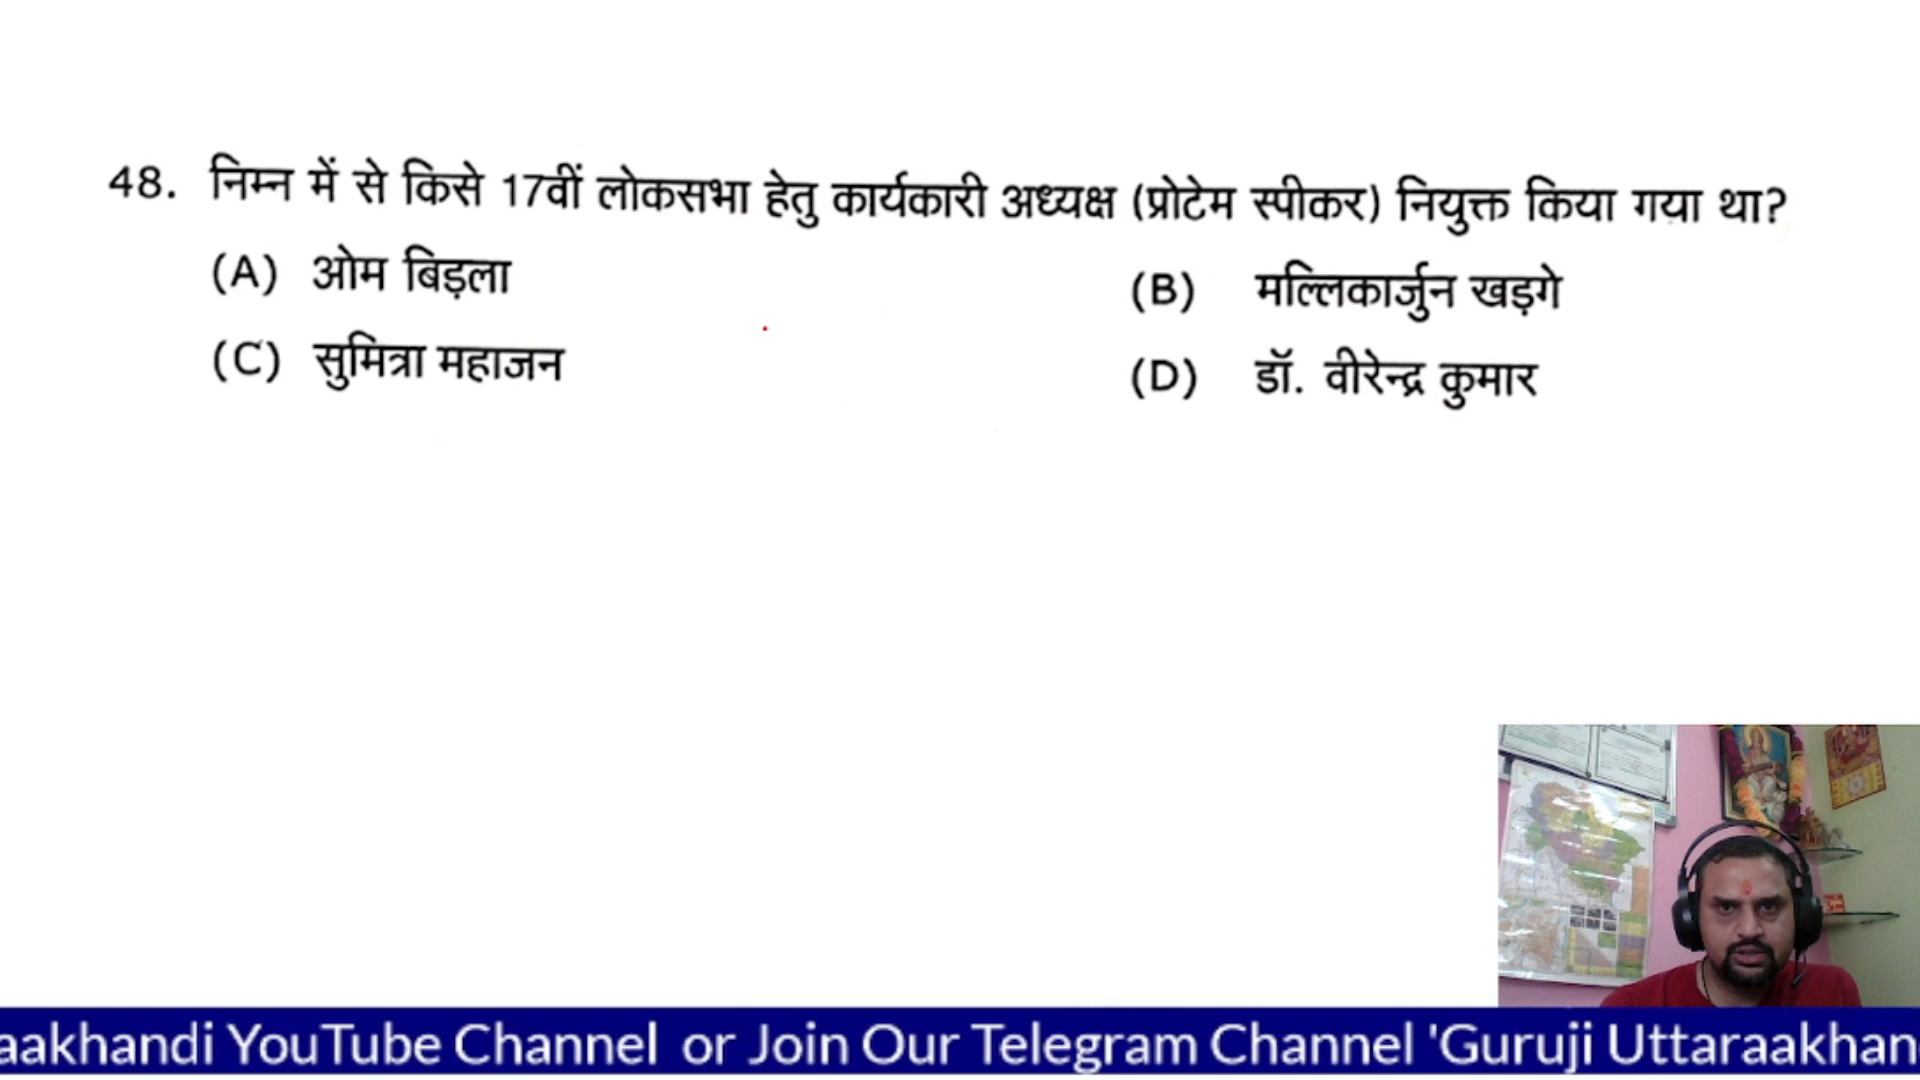 48. निम्न में से किसे 17वीं लोकसभा हेतु कार्यकारी अध्यक्ष (प्रोटेम स्पीकर) नियुक्त किया गया था?
(A) ओम बिड़ला (B) मल्लिकार्जुन खड़गे
(C) सुमित्रा महाजन (D) डॉ. वीरेन्द्र कुमार
aakhandi YouTube Channel or Join Our Telegram Channel 'Guruji Uttaraakhan